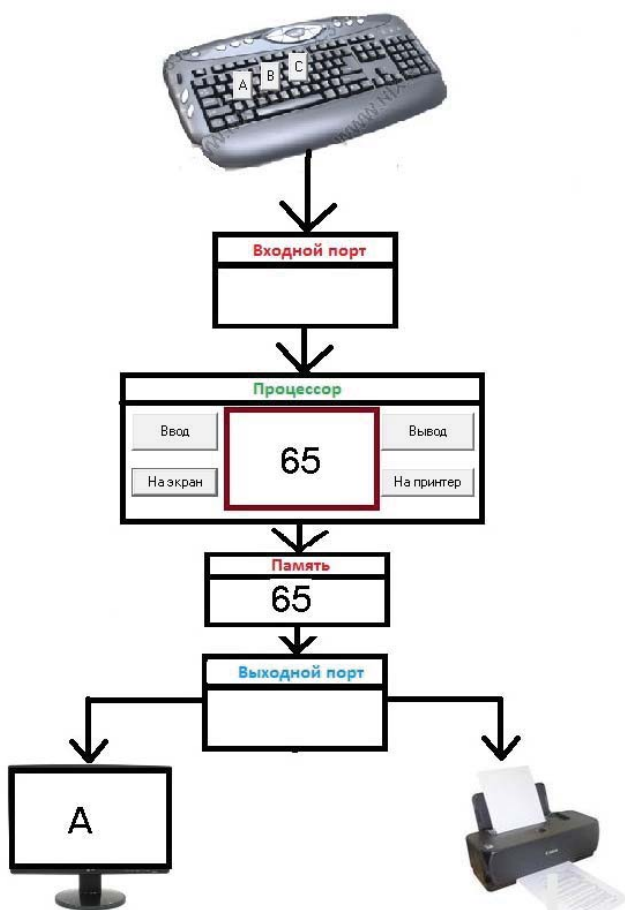 A B C
Входной порт
Процессор
Ввод
65
Вывод
На экран
На принтер
Память
65
Выходной порт
A